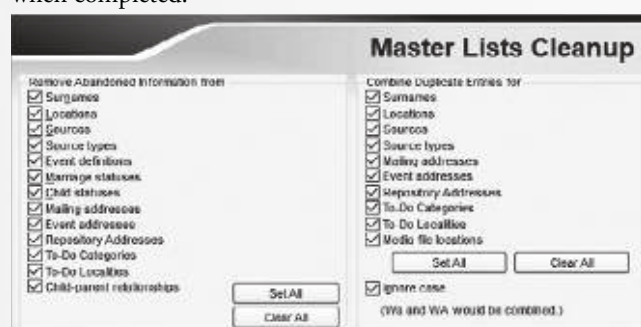 when completed.
Master Lists Cleanup
Remove Abandoned Information from
Surnames
Locations
Sources
Source types
Event definitions
Marriage statuses
Child statuses
Mailing addresses
Event addresses
Repository Addresses
To-Do Categories
To-Do Localities
Child-parent relationships
Set All
Clear All
Combine Duplicate Entries for
Surnames
Locations
Sources
Source types
Mailing addresses
Event addresses
Repository Addresses
To-Do Categories
To-Do Localities
Media file locations
Set All
Clear All
Ignore case
(Wa and WA would be combined.)